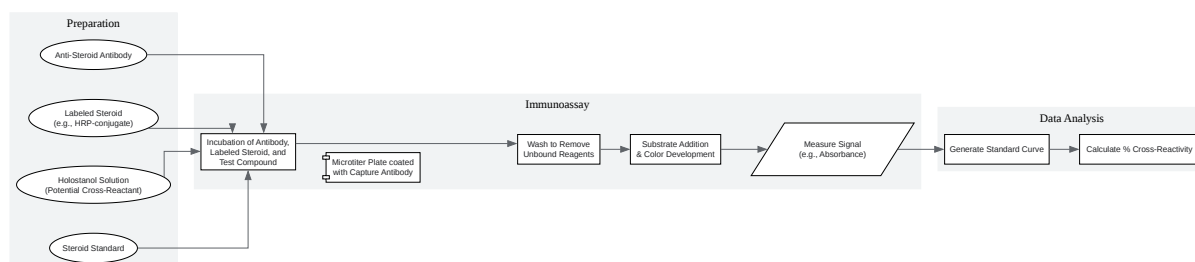 Preparation
Anti-Steroid Antibody
Labeled Steroid
(e.g., HRP-conjugate)
Holostanol Solution
(Potential Cross-Reactant)
Steroid Standard
Immunoassay
Incubation of Antibody,
Labeled Steroid, and
Test Compound
Microtiter Plate coated
with Capture Antibody
Wash to Remove
Unbound Reagents
Substrate Addition
& Color Development
Measure Signal
(e.g., Absorbance)
Data Analysis
Generate Standard Curve
Calculate % Cross-Reactivity